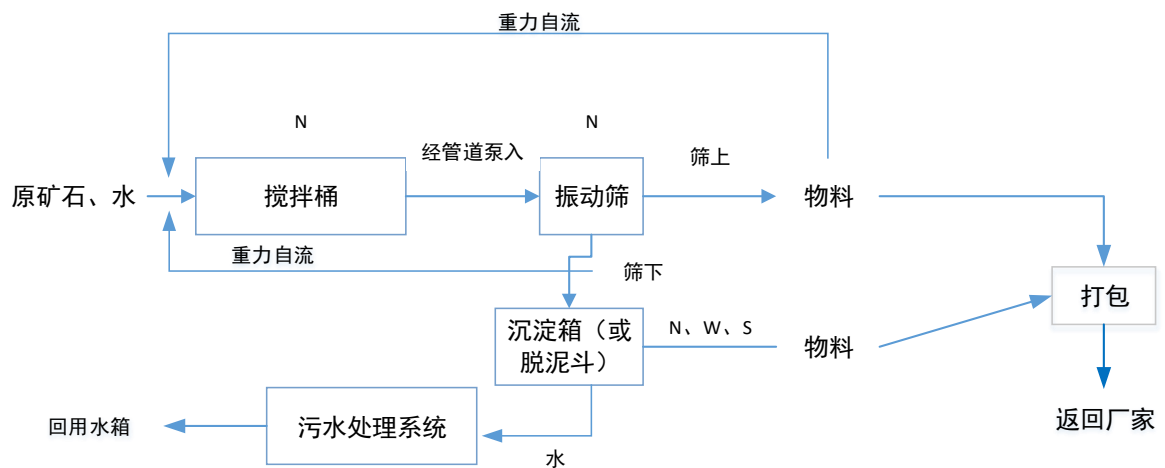 重力自流
N
N
经管道泵入
筛上
原矿石、水
搅拌桶
振动筛
物料
重力自流
筛下
打包
沉淀箱（或
脱泥斗）
N、W、S
物料
返回厂家
回用水箱
污水处理系统
水